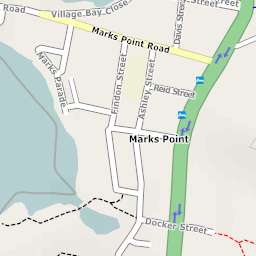 Village Bay Close
Road
Marks Point Road
Davis Street
Marks Parade
Findon Street
Ashley Street
Reid Street
Marks Point
Docker Street